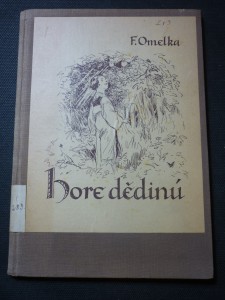 F. Omelka
Hore dědinú